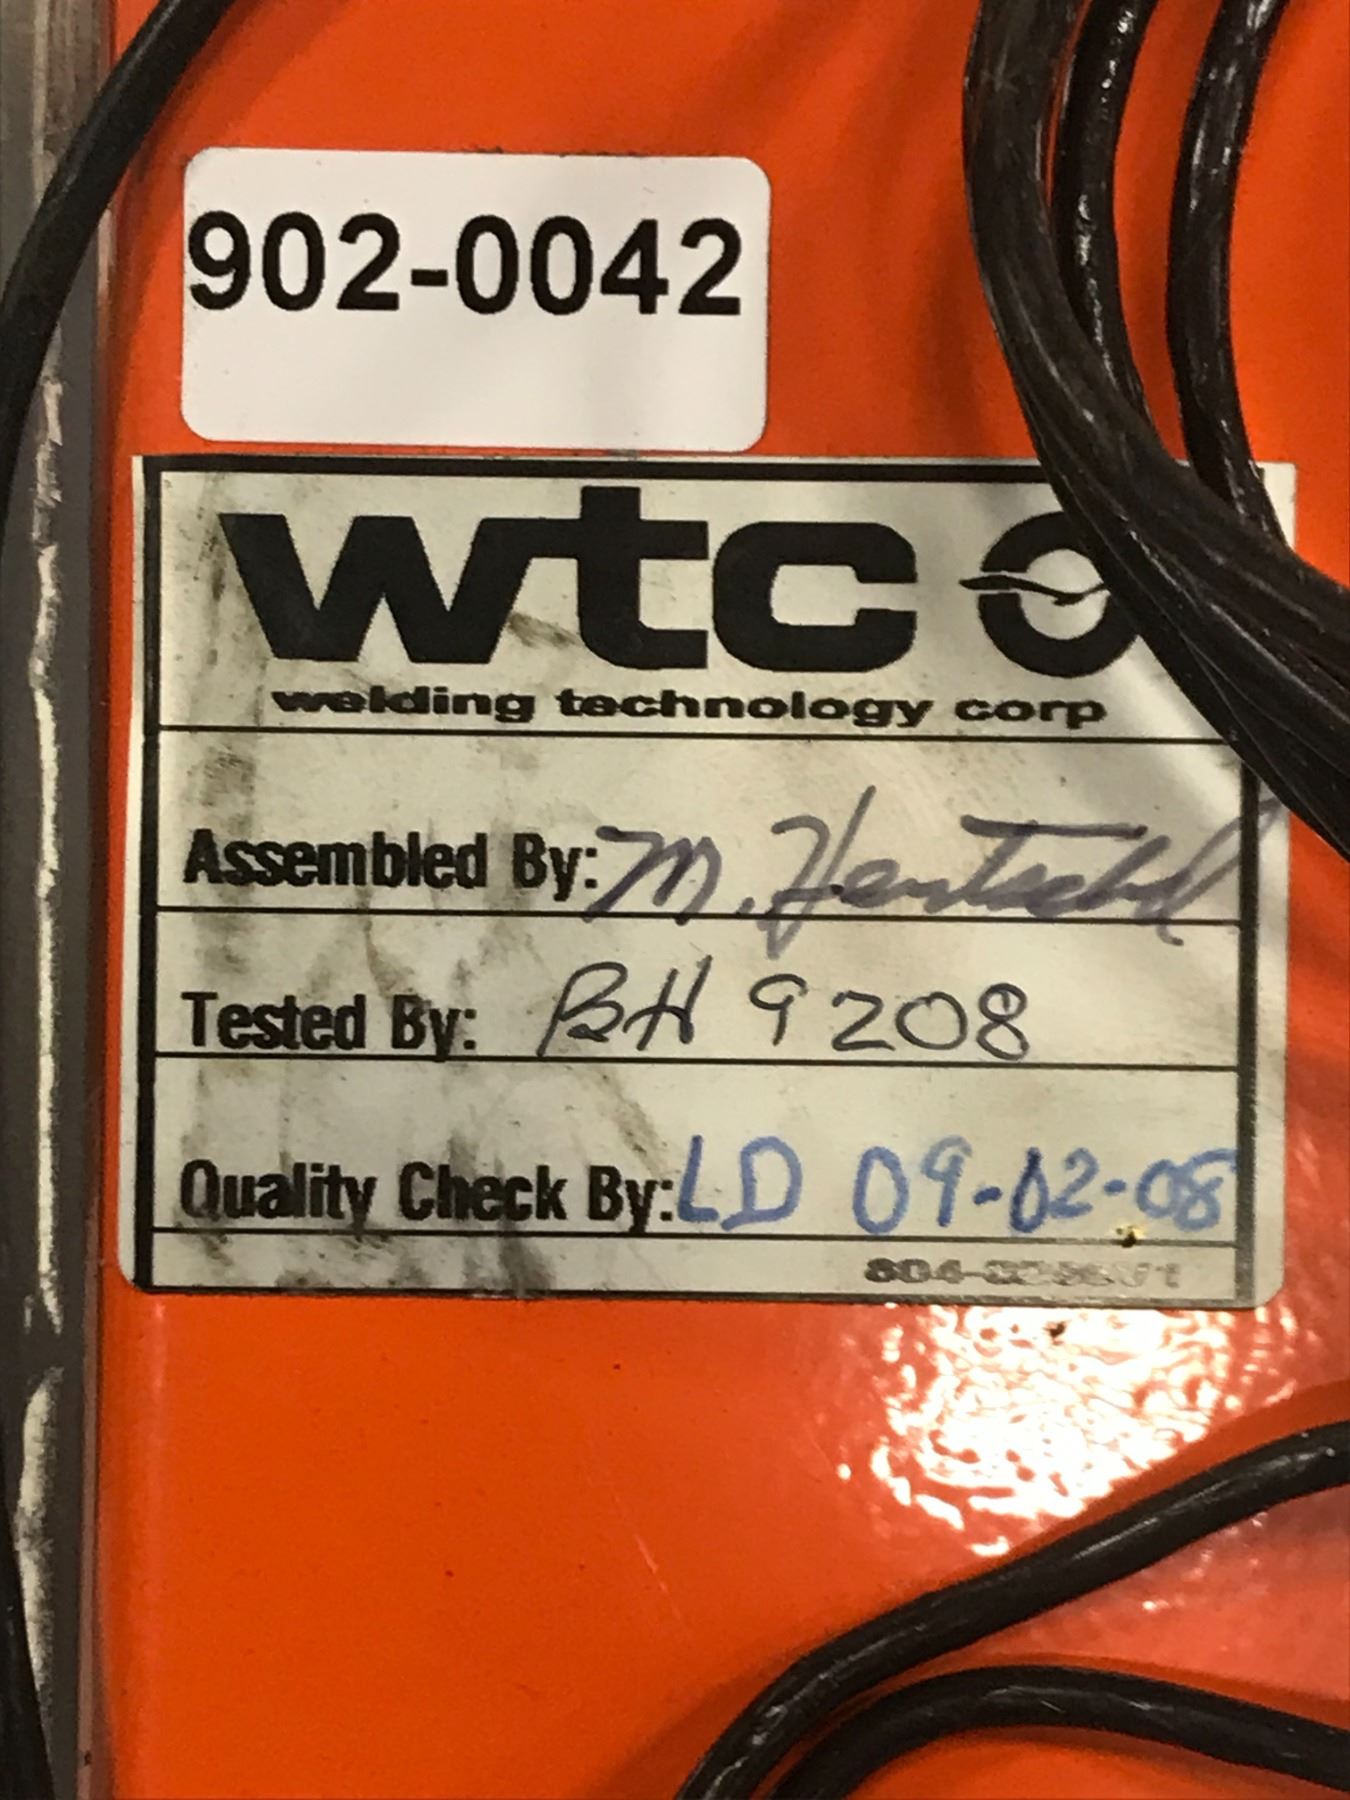 902-0042
wtc
welding technology corp
Assembled By: M. Hentschel
Tested By: BH 9208
Quality Check By: LD 09-02-08